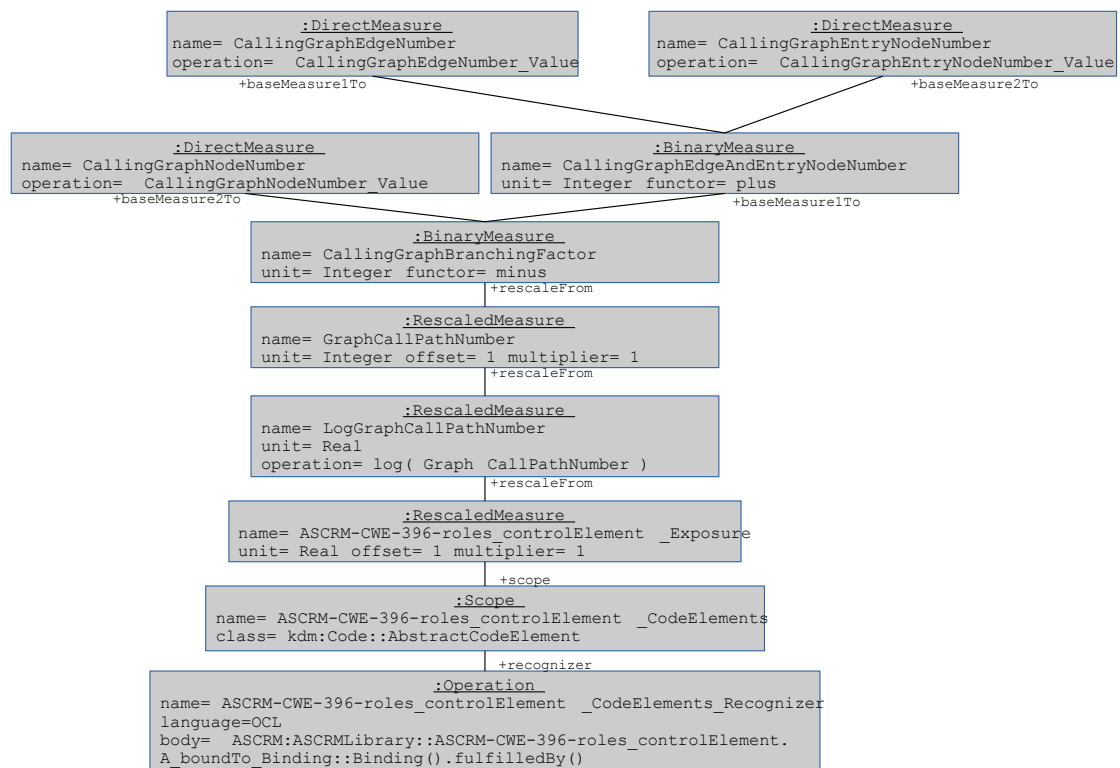 :DirectMeasure
name= CallingGraphEdgeNumber
operation= CallingGraphEdgeNumber_Value
+baseMeasure1To
:DirectMeasure
name= CallingGraphEntryNodeNumber
operation= CallingGraphEntryNodeNumber_Value
+baseMeasure2To
:DirectMeasure
name= CallingGraphNodeNumber
operation= CallingGraphNodeNumber_Value
+baseMeasure2To
:BinaryMeasure
name= CallingGraphEdgeAndEntryNodeNumber
unit= Integer functor= plus
+baseMeasure1To
:BinaryMeasure
name= CallingGraphBranchingFactor
unit= Integer functor= minus
+rescaleFrom
:RescaledMeasure
name= GraphCallPathNumber
unit= Integer offset= 1 multiplier= 1
+rescaleFrom
:RescaledMeasure
name= LogGraphCallPathNumber
unit= Real
operation= log( Graph CallPathNumber )
+rescaleFrom
:RescaledMeasure
name= ASCRM-CWE-396-roles_controlElement _Exposure
unit= Real offset= 1 multiplier= 1
+scope
:Scope
name= ASCRM-CWE-396-roles_controlElement _CodeElements
class= kdm:Code::AbstractCodeElement
+recognizer
:Operation
name= ASCRM-CWE-396-roles_controlElement _CodeElements_Recognizer
language=OCL
body= ASCRM:ASCRMLibrary::ASCRM-CWE-396-roles_controlElement.
A_boundTo_Binding::Binding().fulfilledBy()